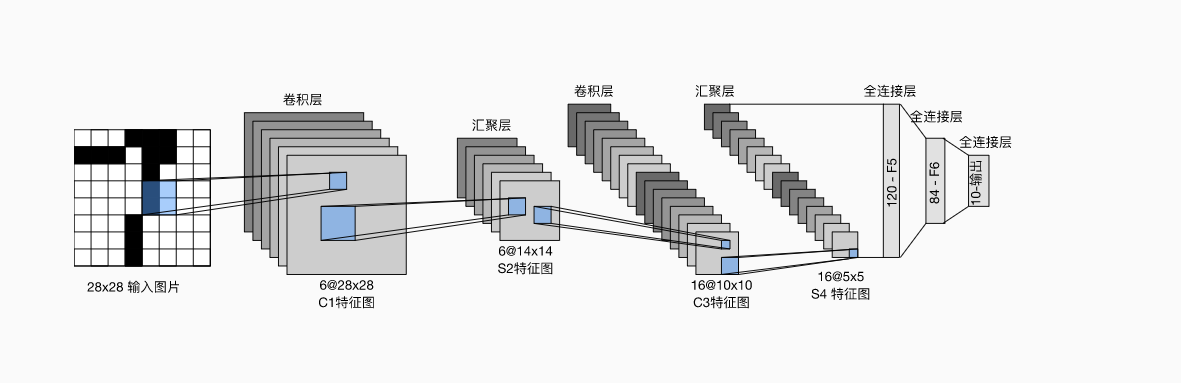 卷积层
汇聚层
卷积层
汇聚层
全连接层
全连接层
全连接层
120 - F5
84 - F6
10-输出
28x28 输入图片
6@28x28
C1特征图
6@14x14
S2特征图
16@10x10
C3特征图
16@5x5
S4 特征图